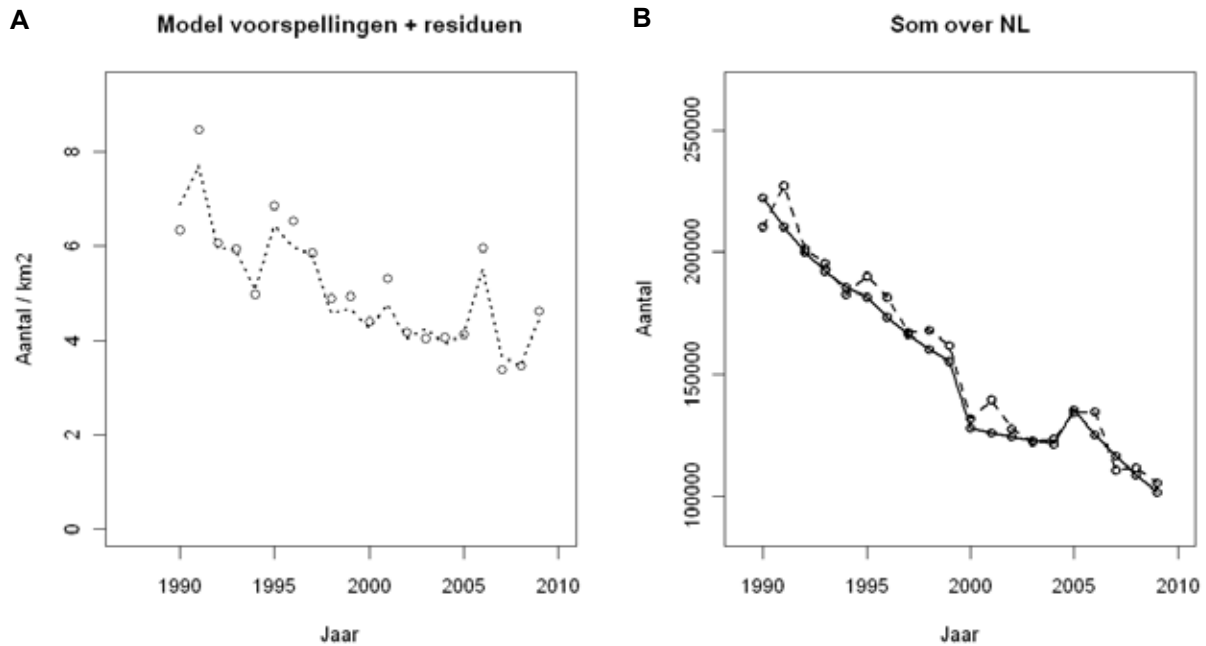 A
Model voorspellingen + residuen
Aantal / km2
8
6
4
2
0
1990 1995 2000 2005 2010
Jaar
B
Som over NL
Aantal
250000
200000
150000
100000
1990 1995 2000 2005 2010
Jaar